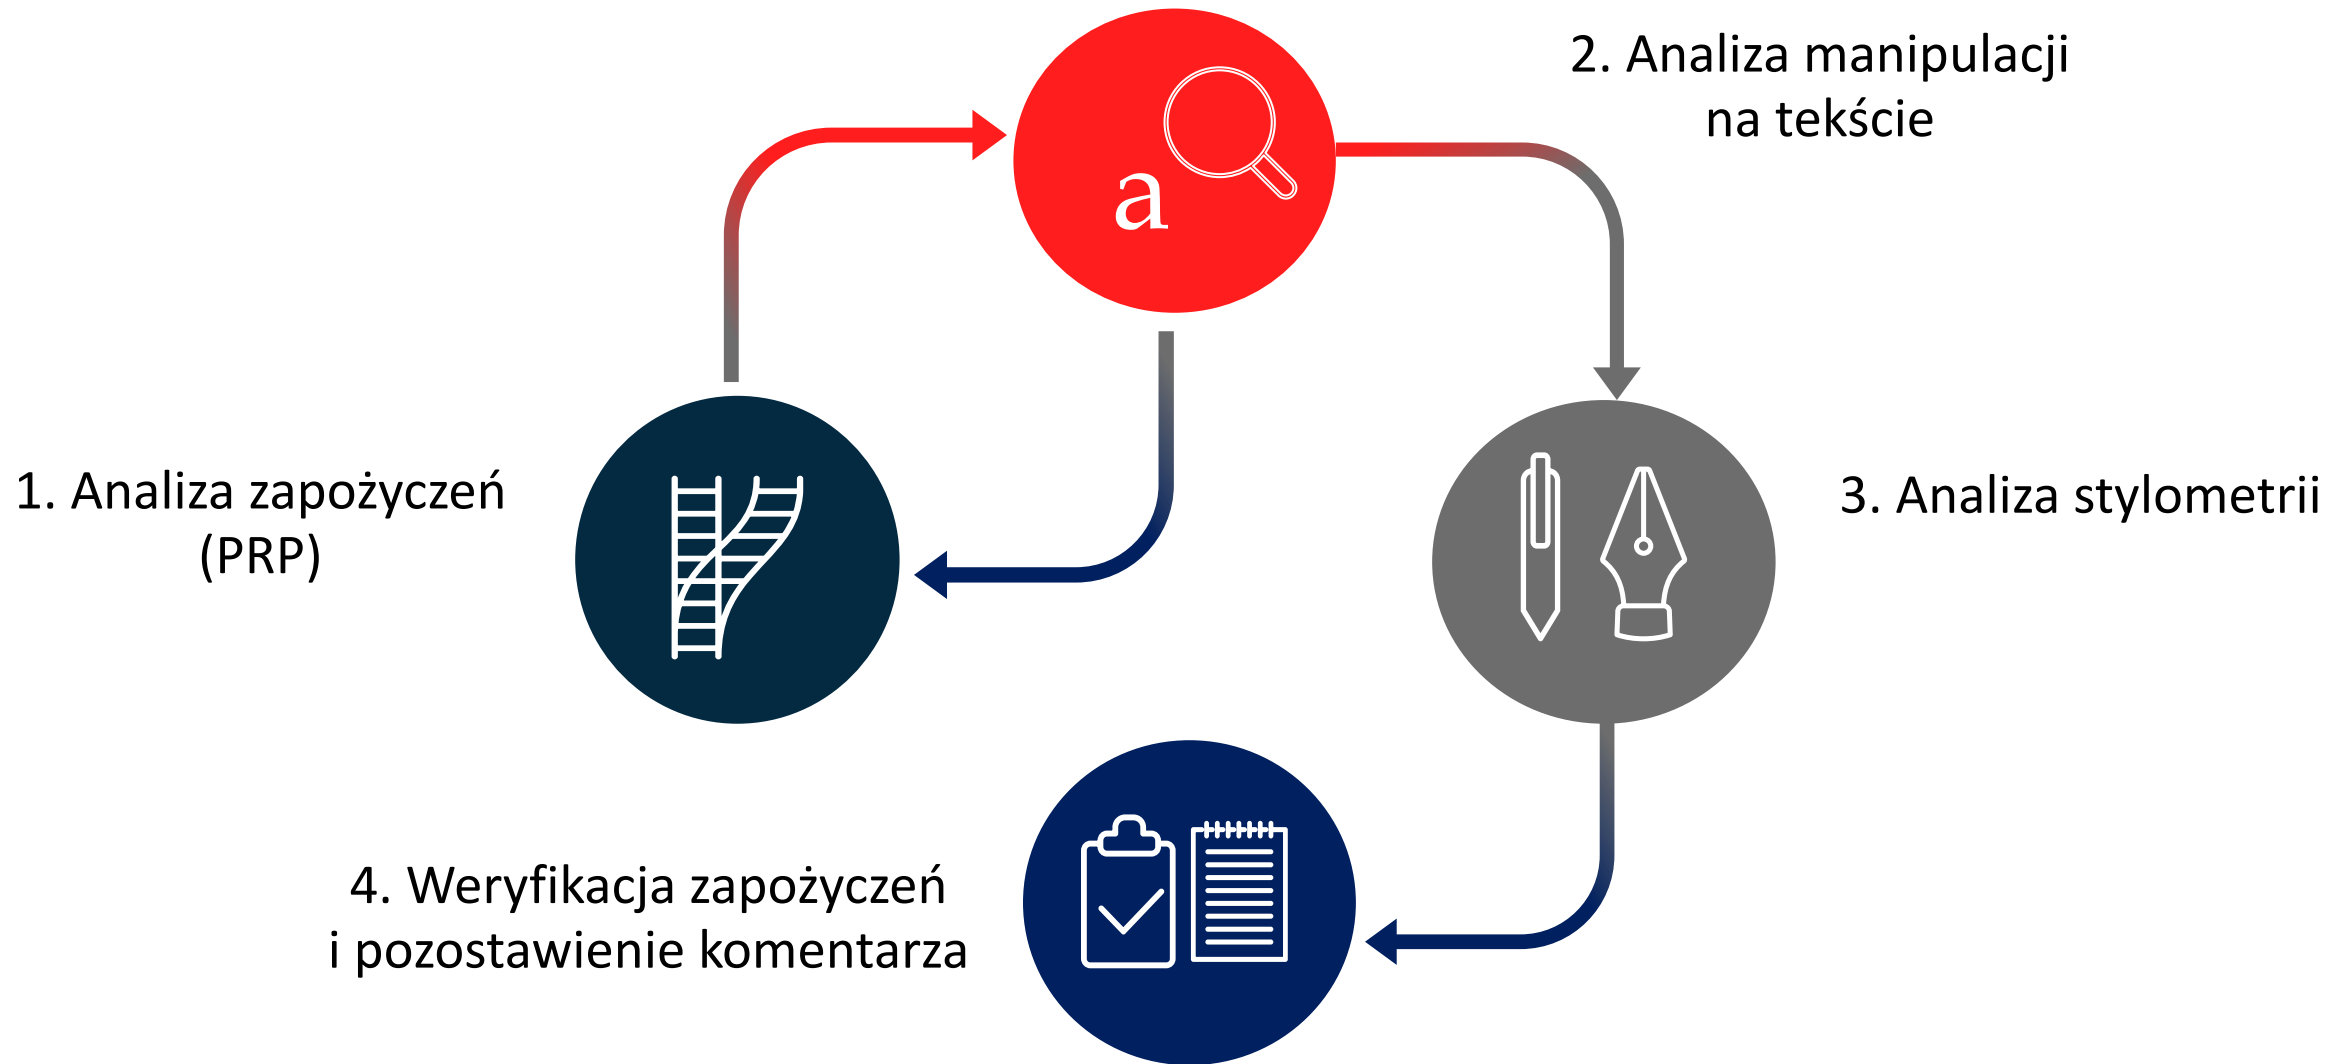 1. Analiza zapożyczeń
(PRP)
a
2. Analiza manipulacji
na tekście
3. Analiza stylometrii
4. Weryfikacja zapożyczeń
i pozostawienie komentarza